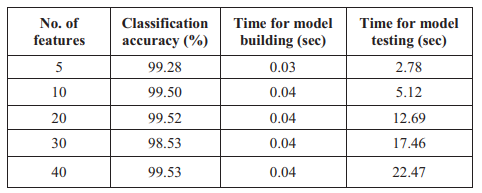 No. of features Classification accuracy (%) Time for model building (sec) Time for model testing (sec)
5 99.28 0.03 2.78
10 99.50 0.04 5.12
20 99.52 0.04 12.69
30 98.53 0.04 17.46
40 99.53 0.04 22.47